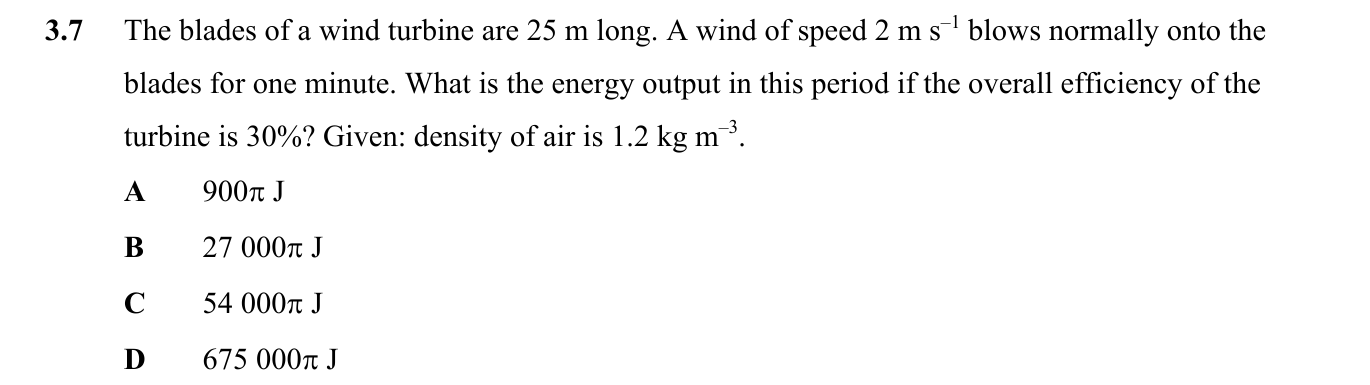 3.7 The blades of a wind turbine are 25 m long. A wind of speed 2 m s⁻¹ blows normally onto the
blades for one minute. What is the energy output in this period if the overall efficiency of the
turbine is 30%? Given: density of air is 1.2 kg m⁻³.
A 900π J
B 27 000π J
C 54 000π J
D 675 000π J